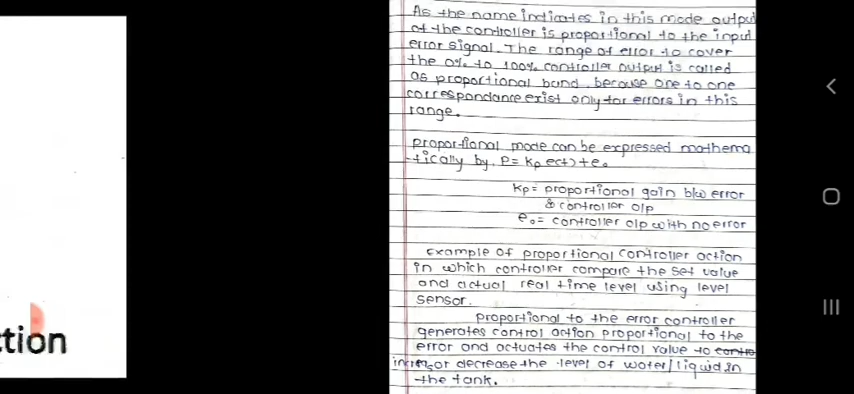 As the name indicates in this mode output
of the controller is proportional to the input
error signal. The range of error to cover
the 0% to 100% controller output is called
as proportional band, because one to one
correspondance exist only for errors in this
range.
proportional mode can be expressed mathema
-tically by, P= Kp e(t)+e₀
Kp= proportional gain b/w error
& controller o/p
e₀= controller o/p with no error
Example of proportional controller action
in which controller compare the set value
and actual real time level using level
sensor.
proportional to the error controller
generates control action proportional to the
error and actuates the control value to
or decrease the level of water/liquid in
the tank.
ction